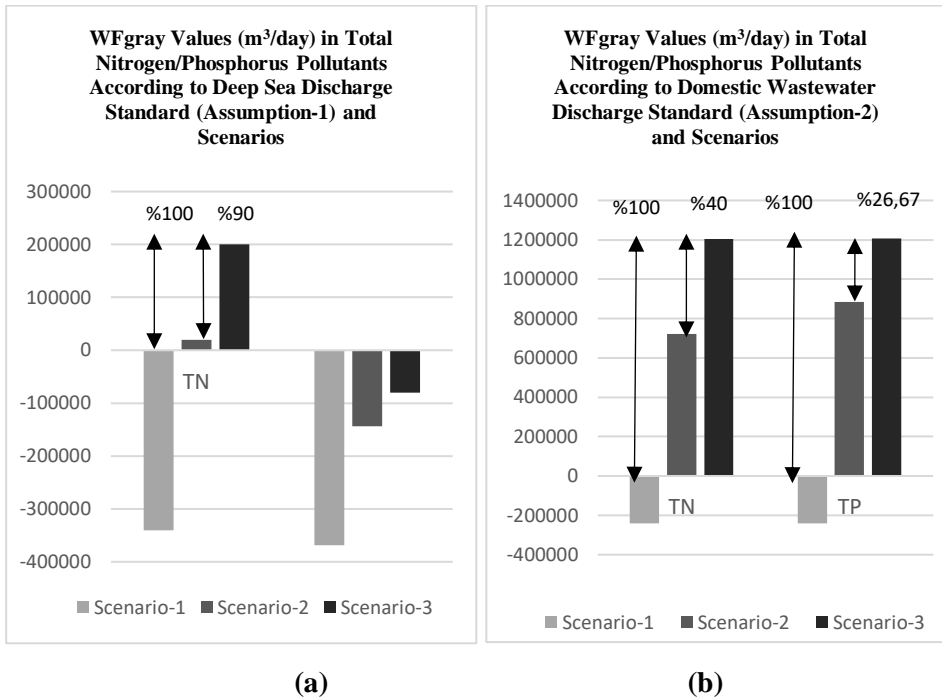 WFgray Values (m³/day) in Total
Nitrogen/Phosphorus Pollutants
According to Deep Sea Discharge
Standard (Assumption-1) and
Scenarios
300000
%100 %90
200000
100000
0
TN
-100000
-200000
-300000
-400000
Scenario-1 Scenario-2 Scenario-3
(a)
WFgray Values (m³/day) in Total
Nitrogen/Phosphorus Pollutants
According to Domestic Wastewater
Discharge Standard (Assumption-2)
and Scenarios
1400000
%100 %40 %100 %26,67
1200000
1000000
800000
600000
400000
200000
0
TN TP
-200000
-400000
Scenario-1 Scenario-2 Scenario-3
(b)